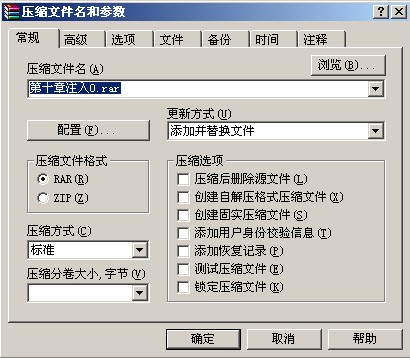 压缩文件名和参数
常规 高级 选项 文件 备份 时间 注释
压缩文件名(A)
浏览(B)...
第十章注入0.rar
配置(F)...
更新方式(U)
添加并替换文件
压缩文件格式
RAR(R)
ZIP(Z)
压缩方式(C)
标准
压缩分卷大小,字节(V)
压缩选项
压缩后删除源文件(L)
创建自解压格式压缩文件(X)
创建固实压缩文件(S)
添加用户身份校验信息(T)
添加恢复记录(P)
测试压缩文件(E)
锁定压缩文件(K)
确定 取消 帮助